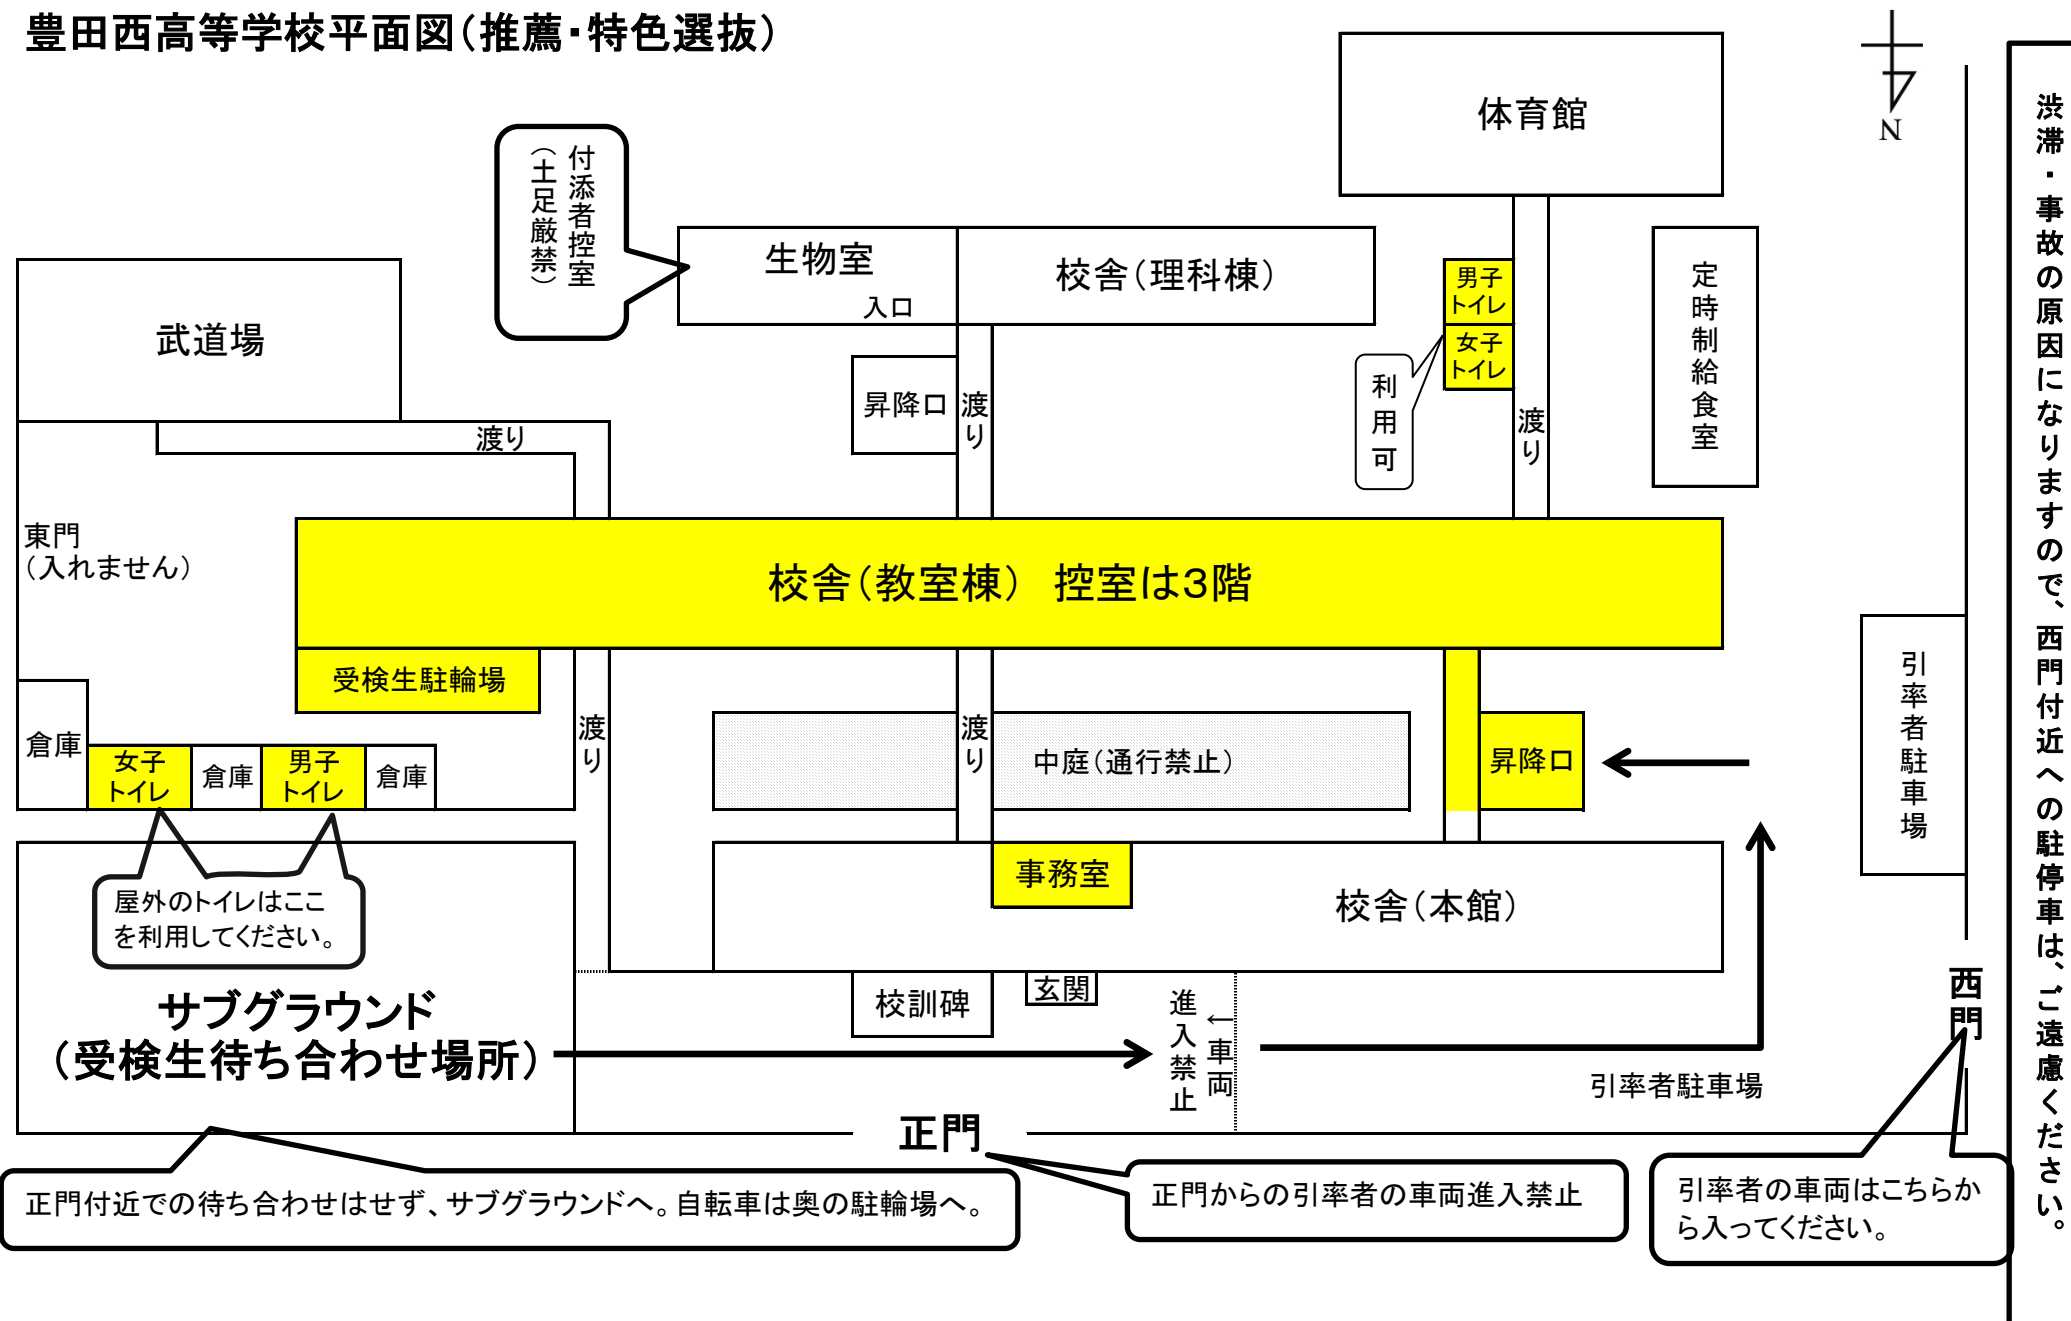 豊田西高等学校平面図（推薦・特色選抜）
体育館
N
付添者控室
（土足厳禁）
生物室
入口
校舎（理科棟）
男子
トイレ
女子
トイレ
利用可
定時制給食室
武道場
昇降口
渡り
渡り
渡り
東門
（入れません）
校舎（教室棟）　控室は３階
受検生駐輪場
引率者駐車場
倉庫
女子
トイレ
倉庫
男子
トイレ
倉庫
渡り
渡り
中庭（通行禁止）
昇降口
屋外のトイレはここ
を利用してください。
事務室
校舎（本館）
サブグラウンド
（受検生待ち合わせ場所）
校訓碑
玄関
←車両
進入禁止
引率者駐車場
西門
正門
正門付近での待ち合わせはせず、サブグラウンドへ。自転車は奥の駐輪場へ。
正門からの引率者の車両進入禁止
引率者の車両はこちらか
ら入ってください。
渋滞・事故の原因になりますので、西門付近への駐停車は、ご遠慮ください。